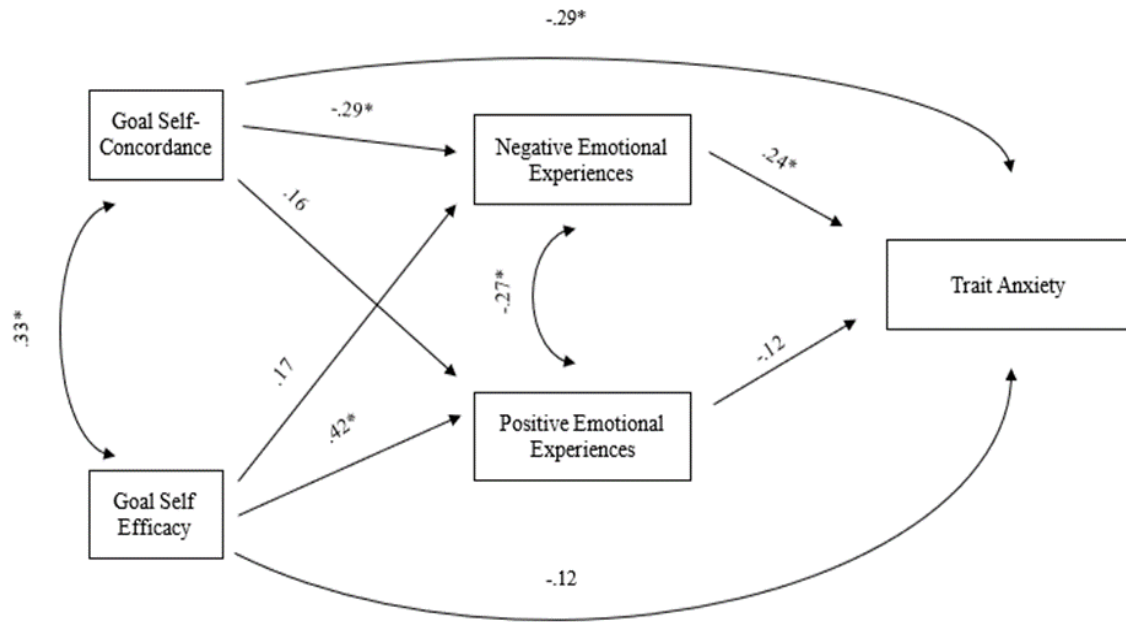 -.29*
Goal Self-
Concordance
-.29*
Negative Emotional
Experiences
.24*
.16
Trait Anxiety
-.27*
.33*
.17
-.12
.42*
Positive Emotional
Experiences
Goal Self
Efficacy
-.12